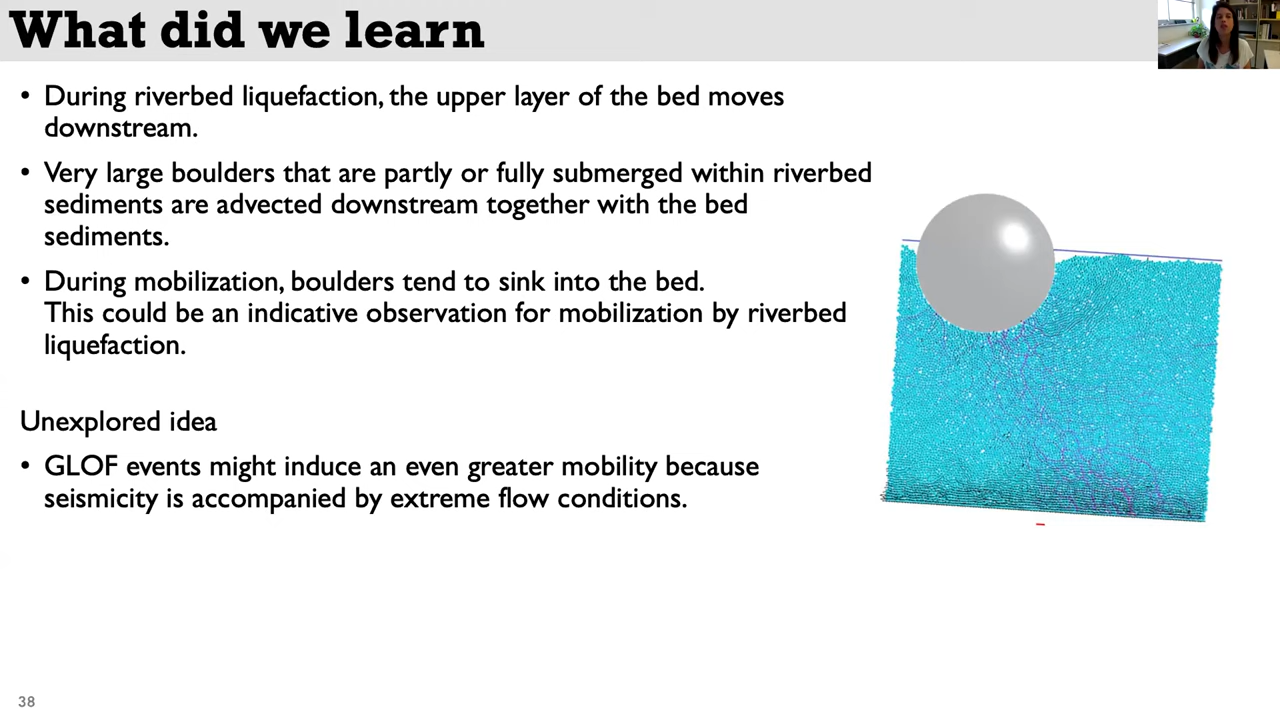 What did we learn
• During riverbed liquefaction, the upper layer of the bed moves
downstream.
• Very large boulders that are partly or fully submerged within riverbed
sediments are advected downstream together with the bed
sediments.
• During mobilization, boulders tend to sink into the bed.
This could be an indicative observation for mobilization by riverbed
liquefaction.
Unexplored idea
• GLOF events might induce an even greater mobility because
seismicity is accompanied by extreme flow conditions.
38